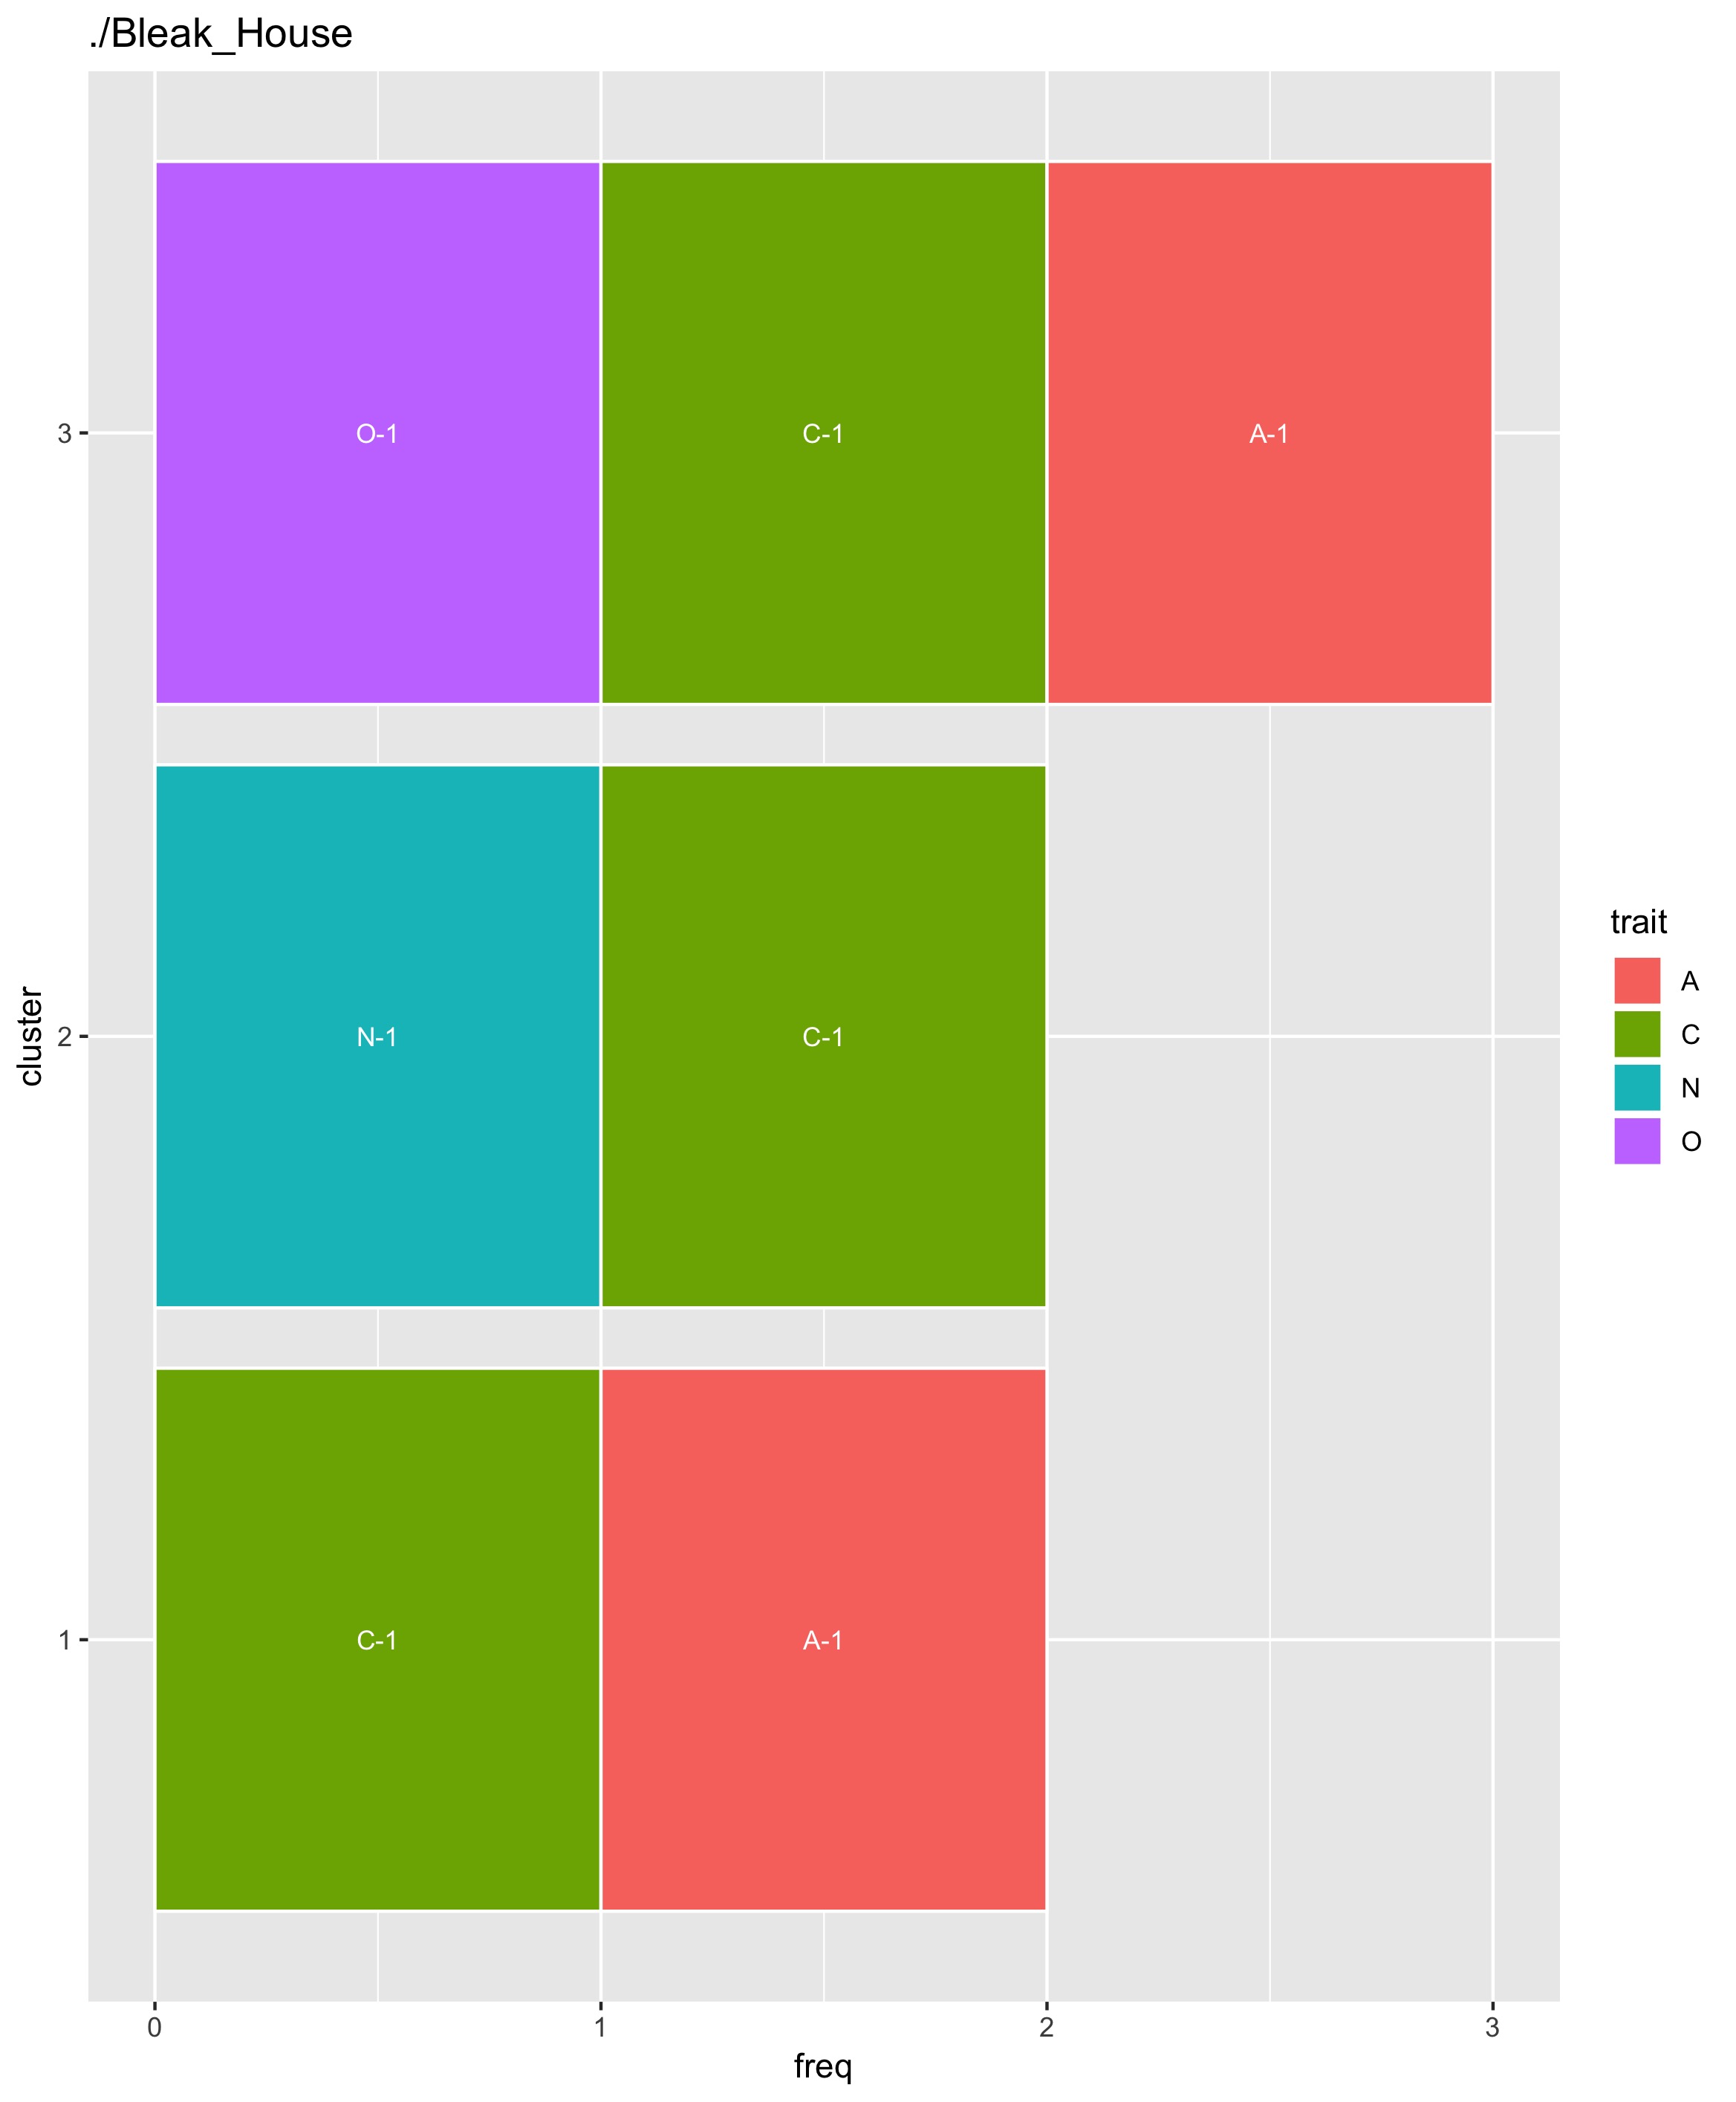 ./Bleak_House
3
O-1
C-1
A-1
cluster
2
N-1
C-1
1
C-1
A-1
0
1
2
3
freq
trait
A
C
N
O